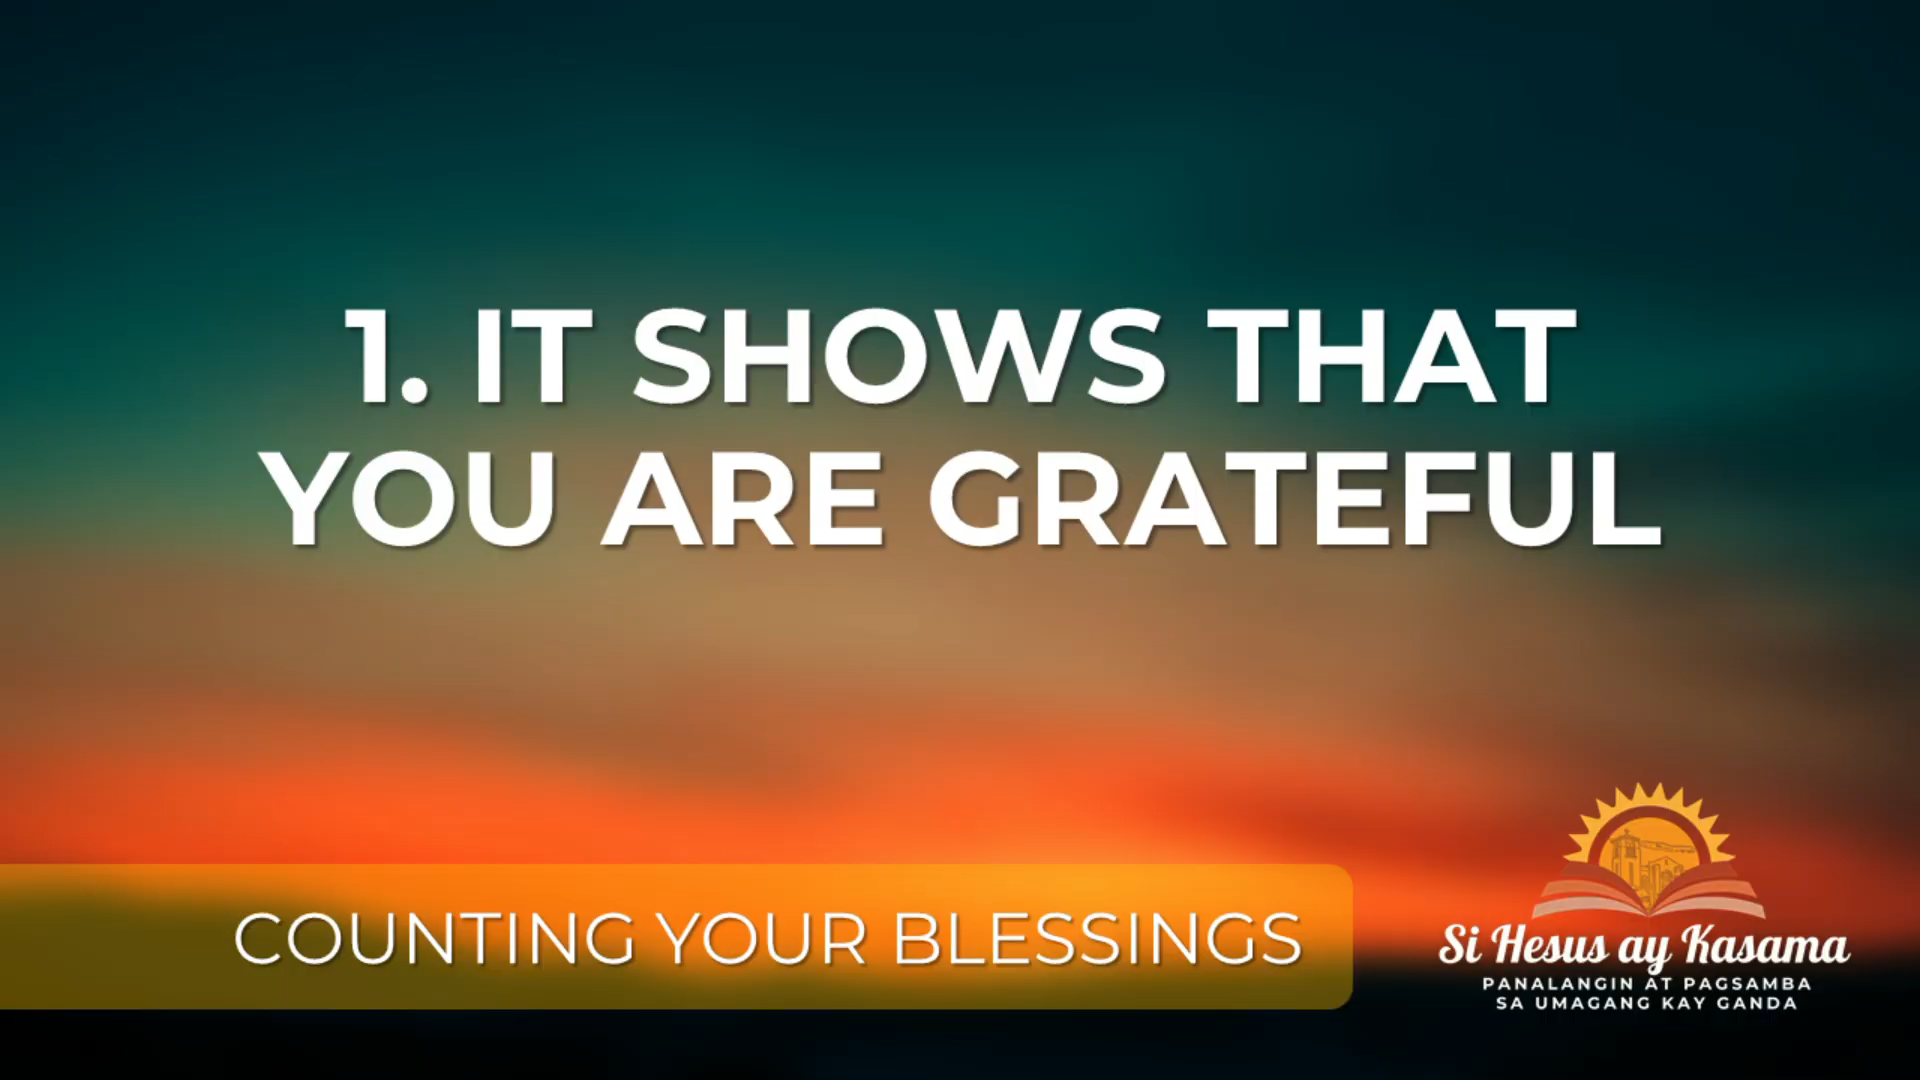 1. IT SHOWS THAT
YOU ARE GRATEFUL
COUNTING YOUR BLESSINGS
Si Hesus ay Kasama
PANALANGIN AT PAGSAMBA
SA UMAGANG KAY GANDA